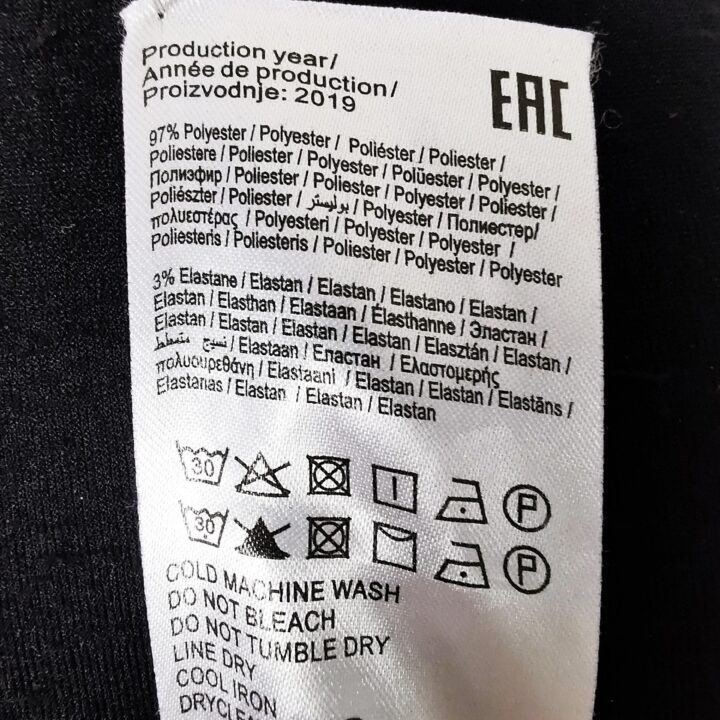 Production year/
Année de production/
Proizvodnje: 2019
EAC
97% Polyester / Polyester / Poliéster / Poliester /
Poliestere / Poliester / Polyester / Polüester / Polyester /
Полиэфир / Poliester / Poliester / Polyester / Poliester /
Poliészter / Poliester / بوليستر / Polyester / Полиестер/
πολυεστέρας / Polyesteri / Polyester / Polyester /
Poliesteris / Poliesteris / Poliester / Polyester / Polyester
3% Elastane / Elastan / Elastan / Elastano / Elastan /
Elastan / Elasthan / Elastaan / Élasthanne / Эластан /
Elastan / Elastan / Elastan / Elastan / Elasztán / Elastan /
نسيج متمطط / Elastaan / Еластан / Ελαστομερής
πολυουρεθάνη / Elastaani / Elastan / Elastan / Elastāns /
Elastanas / Elastan / Elastan / Elastan
30 P
30 P
COLD MACHINE WASH
DO NOT BLEACH
DO NOT TUMBLE DRY
LINE DRY
COOL IRON